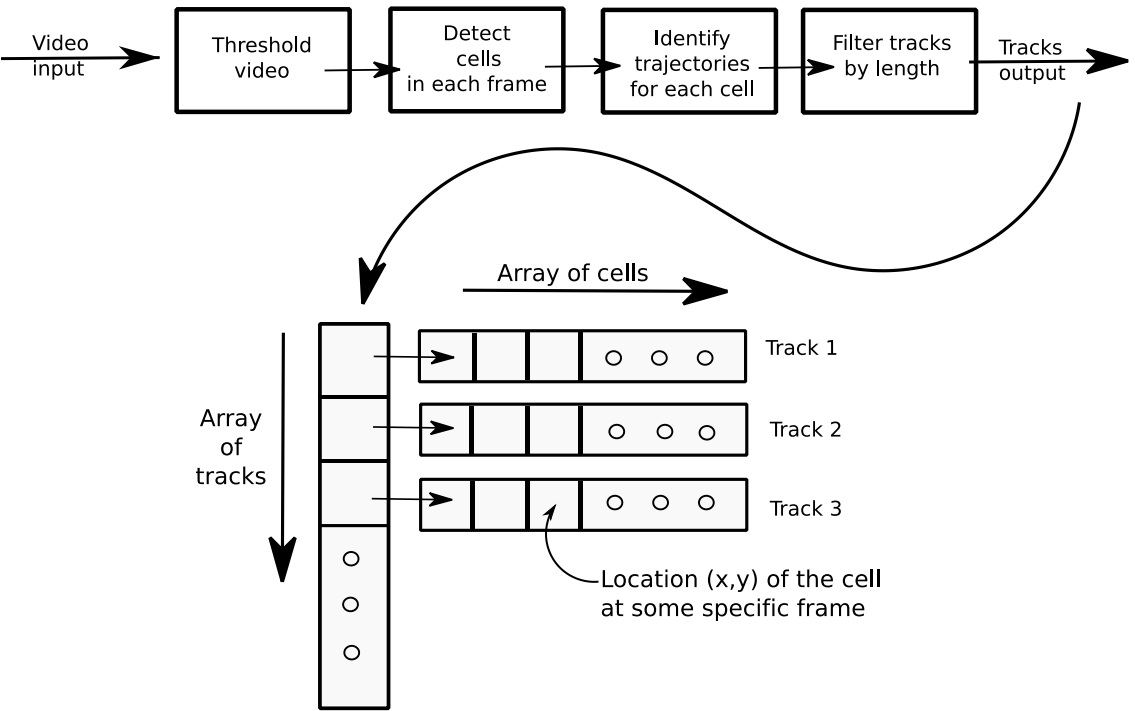 Video
input
Threshold
video
Detect
cells
in each frame
Identify
trajectories
for each cell
Filter tracks
by length
Tracks
output
Array of cells
Array
of
tracks
Track 1
Track 2
Track 3
Location (x,y) of the cell
at some specific frame